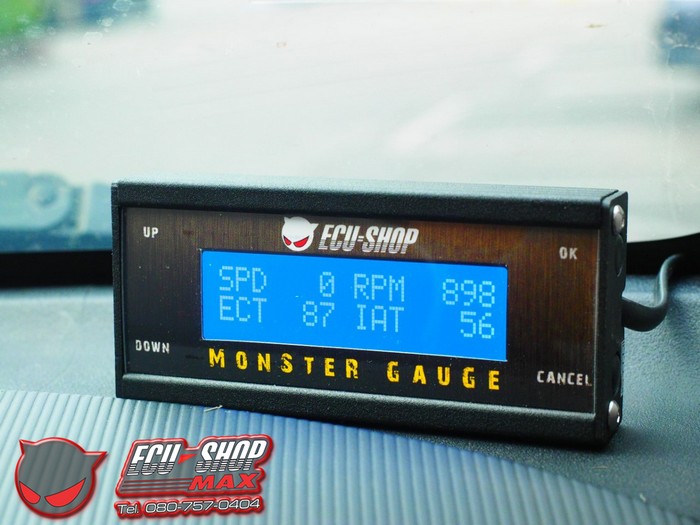 ECU=SHOP
UP
OK
SPD 0 RPM 898
ECT 87 IAT 56
DOWN
CANCEL
MONSTER GAUGE
ECU=SHOP
MAX
Tel. 080-757-0404